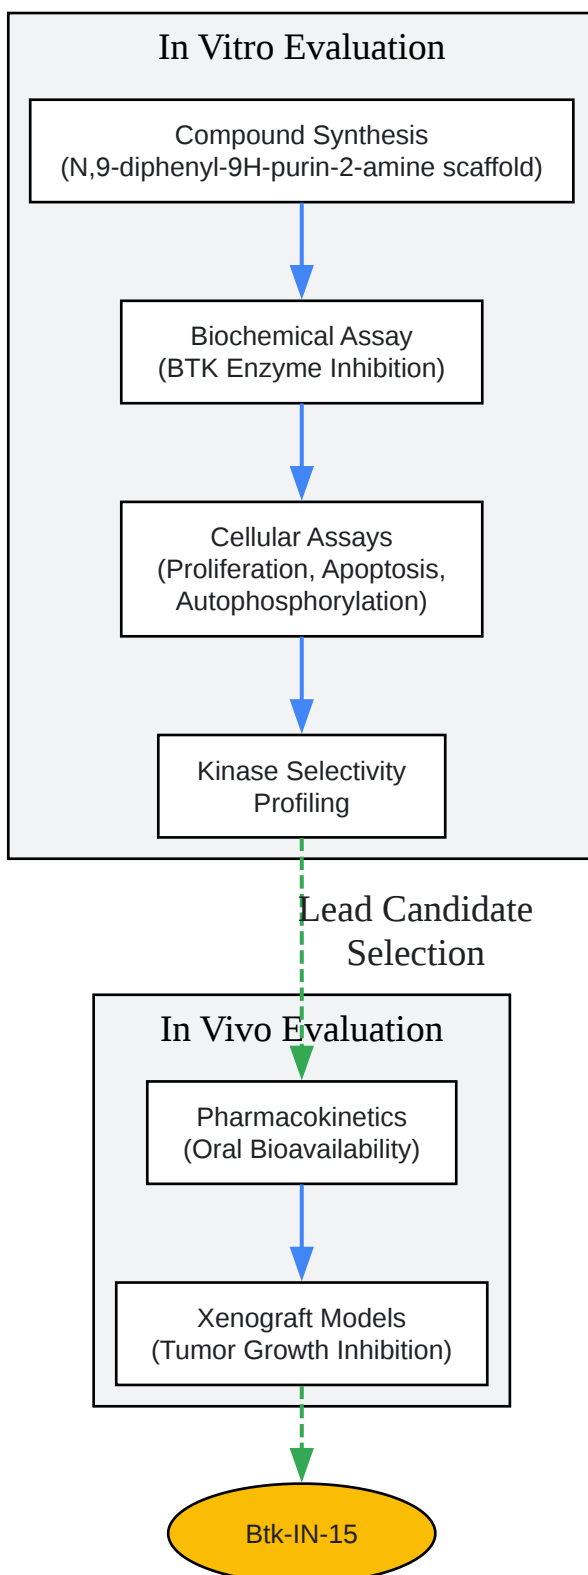 In Vitro Evaluation
Compound Synthesis
(N,9-diphenyl-9H-purin-2-amine scaffold)
Biochemical Assay
(BTK Enzyme Inhibition)
Cellular Assays
(Proliferation, Apoptosis,
Autophosphorylation)
Kinase Selectivity
Profiling
Lead Candidate
Selection
In Vivo Evaluation
Pharmacokinetics
(Oral Bioavailability)
Xenograft Models
(Tumor Growth Inhibition)
Btk-IN-15